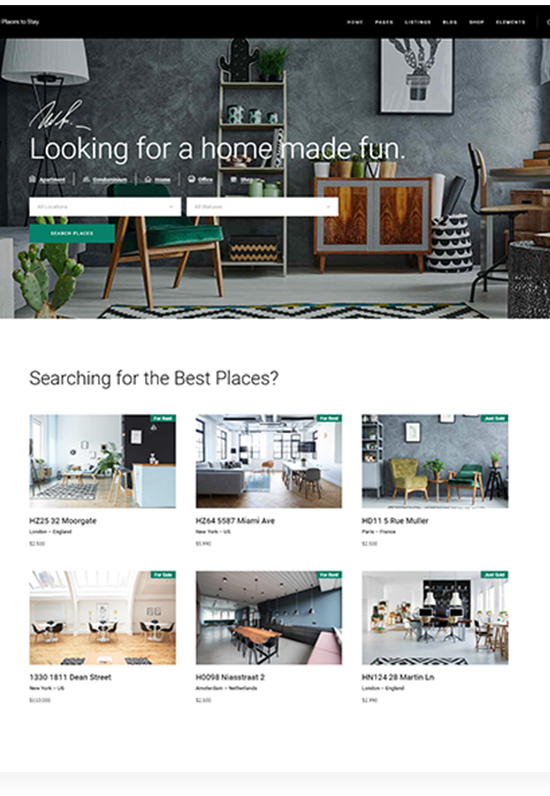 Places to Stay
HOME PAGES LISTINGS BLOG SHOP ELEMENTS
Looking for a home made fun.
Apartment Condominium Home Office Shop
All Locations All Statuses
SEARCH PLACES
Searching for the Best Places?
For Rent For Rent Just Sold
HZ25 32 Moorgate HZ64 5587 Miami Ave HD11 5 Rue Muller
London – England New York – US Paris – France
$2.500 $5.990 $2.500
For Sale For Rent Just Sold
1330 1811 Dean Street H0098 Niasstraat 2 HN124 28 Martin Ln
New York – US Amsterdam – Netherlands London – England
$2.600 $2.990